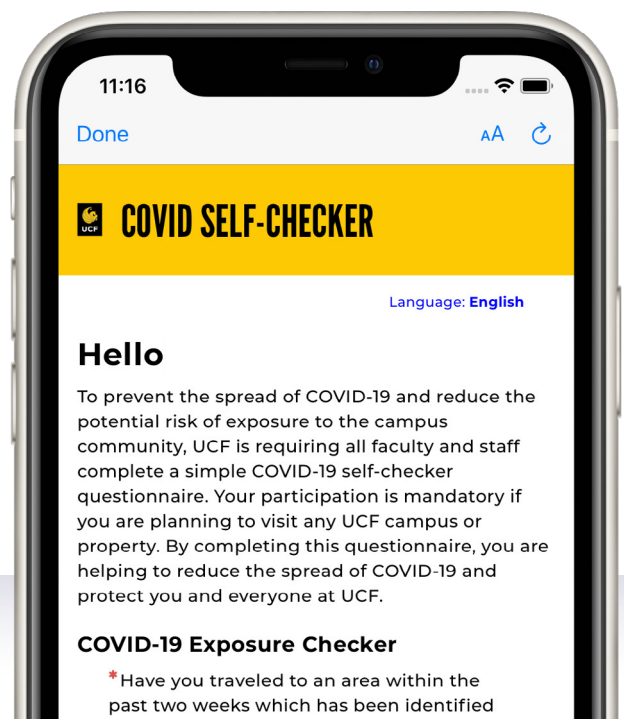 11:16
Done
AA
UCF
COVID SELF-CHECKER
Language: English
Hello
To prevent the spread of COVID-19 and reduce the
potential risk of exposure to the campus
community, UCF is requiring all faculty and staff
complete a simple COVID-19 self-checker
questionnaire. Your participation is mandatory if
you are planning to visit any UCF campus or
property. By completing this questionnaire, you are
helping to reduce the spread of COVID-19 and
protect you and everyone at UCF.
COVID-19 Exposure Checker
*Have you traveled to an area within the
past two weeks which has been identified